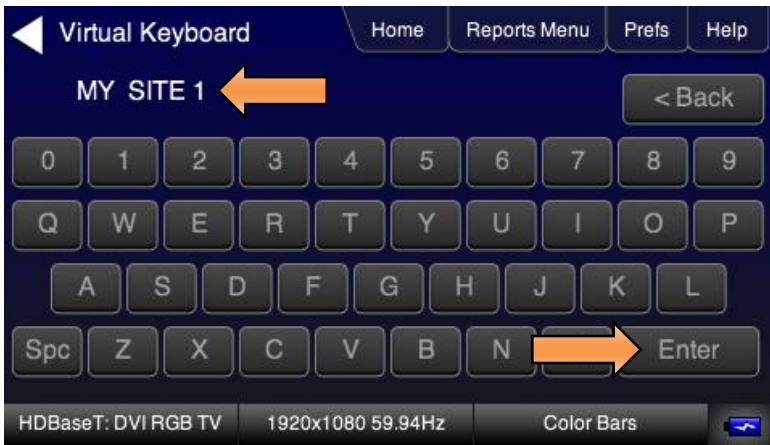 Virtual Keyboard Home Reports Menu Prefs Help
MY SITE 1 < Back
0 1 2 3 4 5 6 7 8 9
Q W E R T Y U I O P
A S D F G H J K L
Spc Z X C V B N Enter
HDBaseT: DVI RGB TV 1920x1080 59.94Hz Color Bars